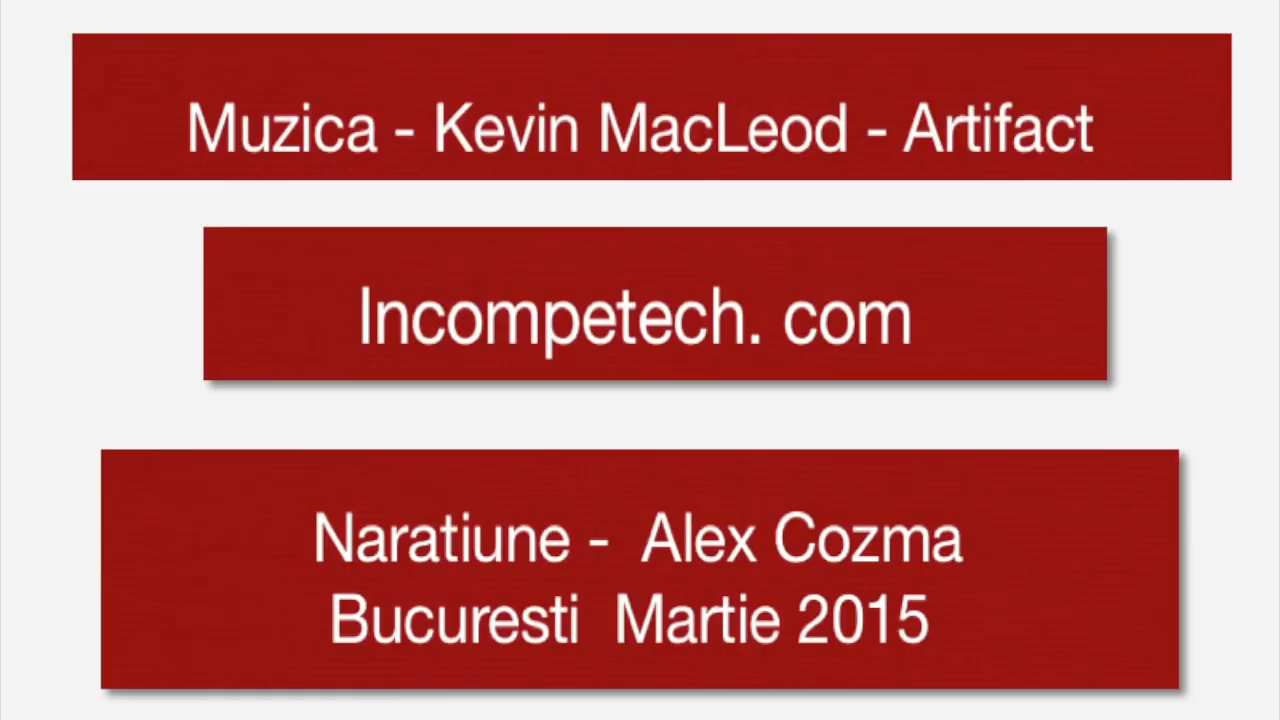 Muzica - Kevin MacLeod - Artifact
Incompetech. com
Naratiune - Alex Cozma
Bucuresti Martie 2015